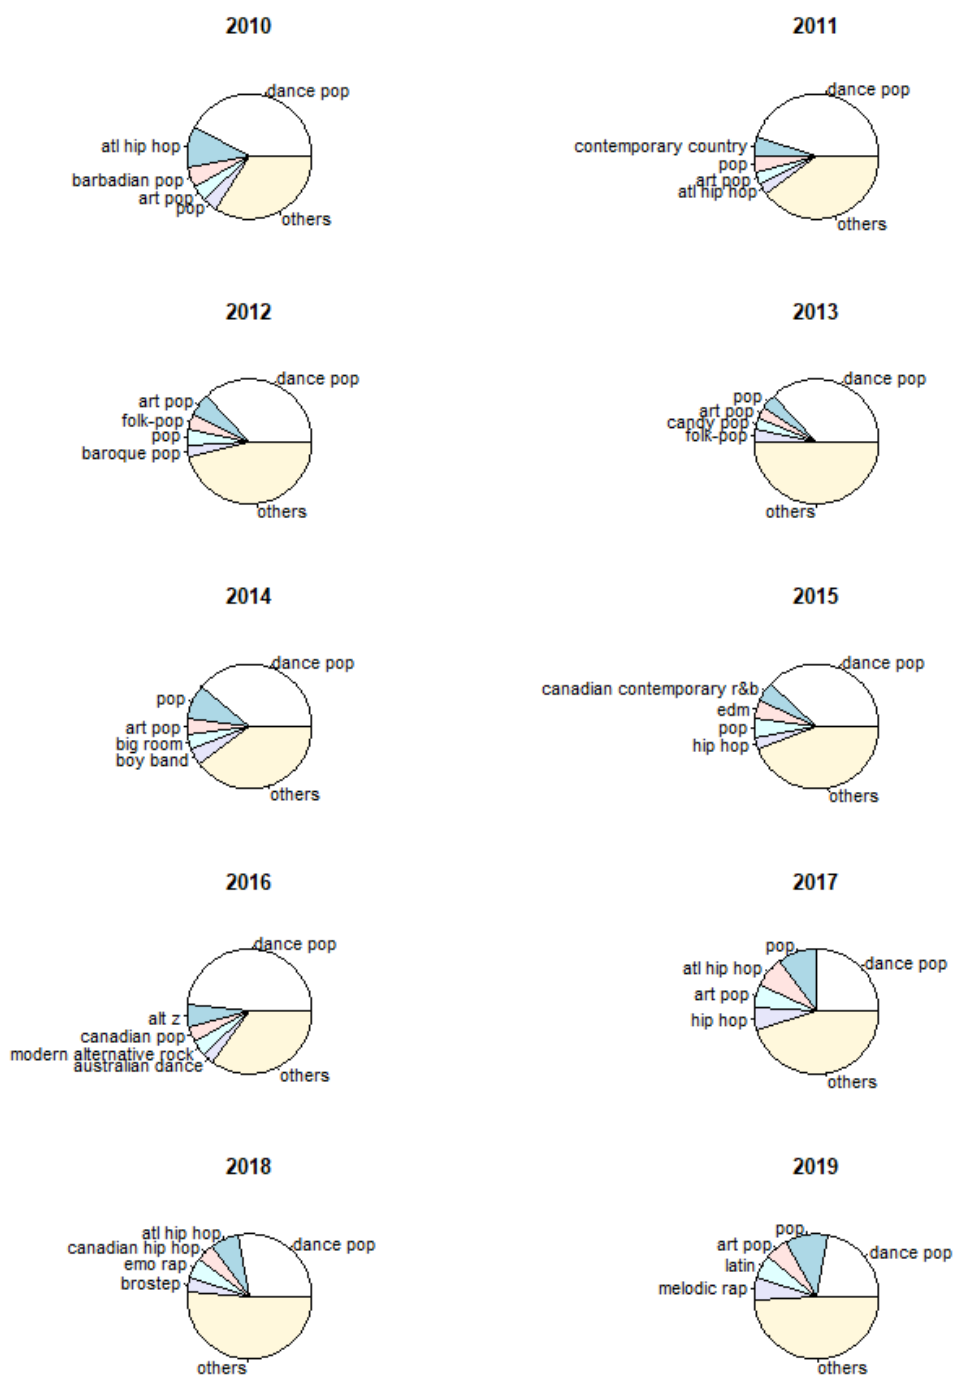 2010
dance pop
atl hip hop
barbadian pop
art pop
pop
others
2011
dance pop
contemporary country
pop
art pop
atl hip hop
others
2012
dance pop
art pop
folk-pop
pop
baroque pop
others
2013
dance pop
pop
art pop
candy pop
folk-pop
others
2014
dance pop
pop
art pop
big room
boy band
others
2015
dance pop
canadian contemporary r&b
edm
pop
hip hop
others
2016
dance pop
alt z
canadian pop
modern alternative rock
australian dance
others
2017
pop
dance pop
atl hip hop
art pop
hip hop
others
2018
atl hip hop
dance pop
canadian hip hop
emo rap
brostep
others
2019
pop
dance pop
art pop
latin
melodic rap
others